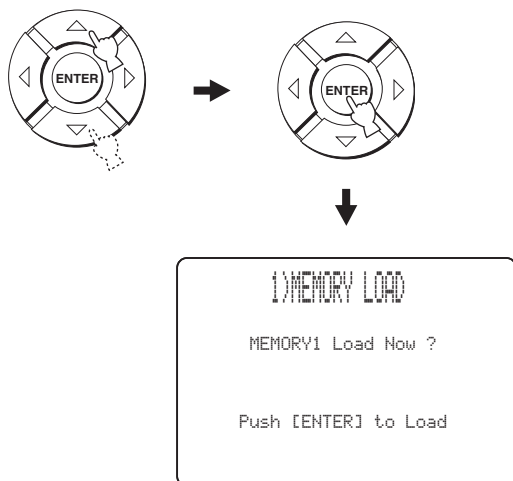 ENTER
ENTER
1)MEMORY LOAD
MEMORY1 Load Now ?
Push [ENTER] to Load